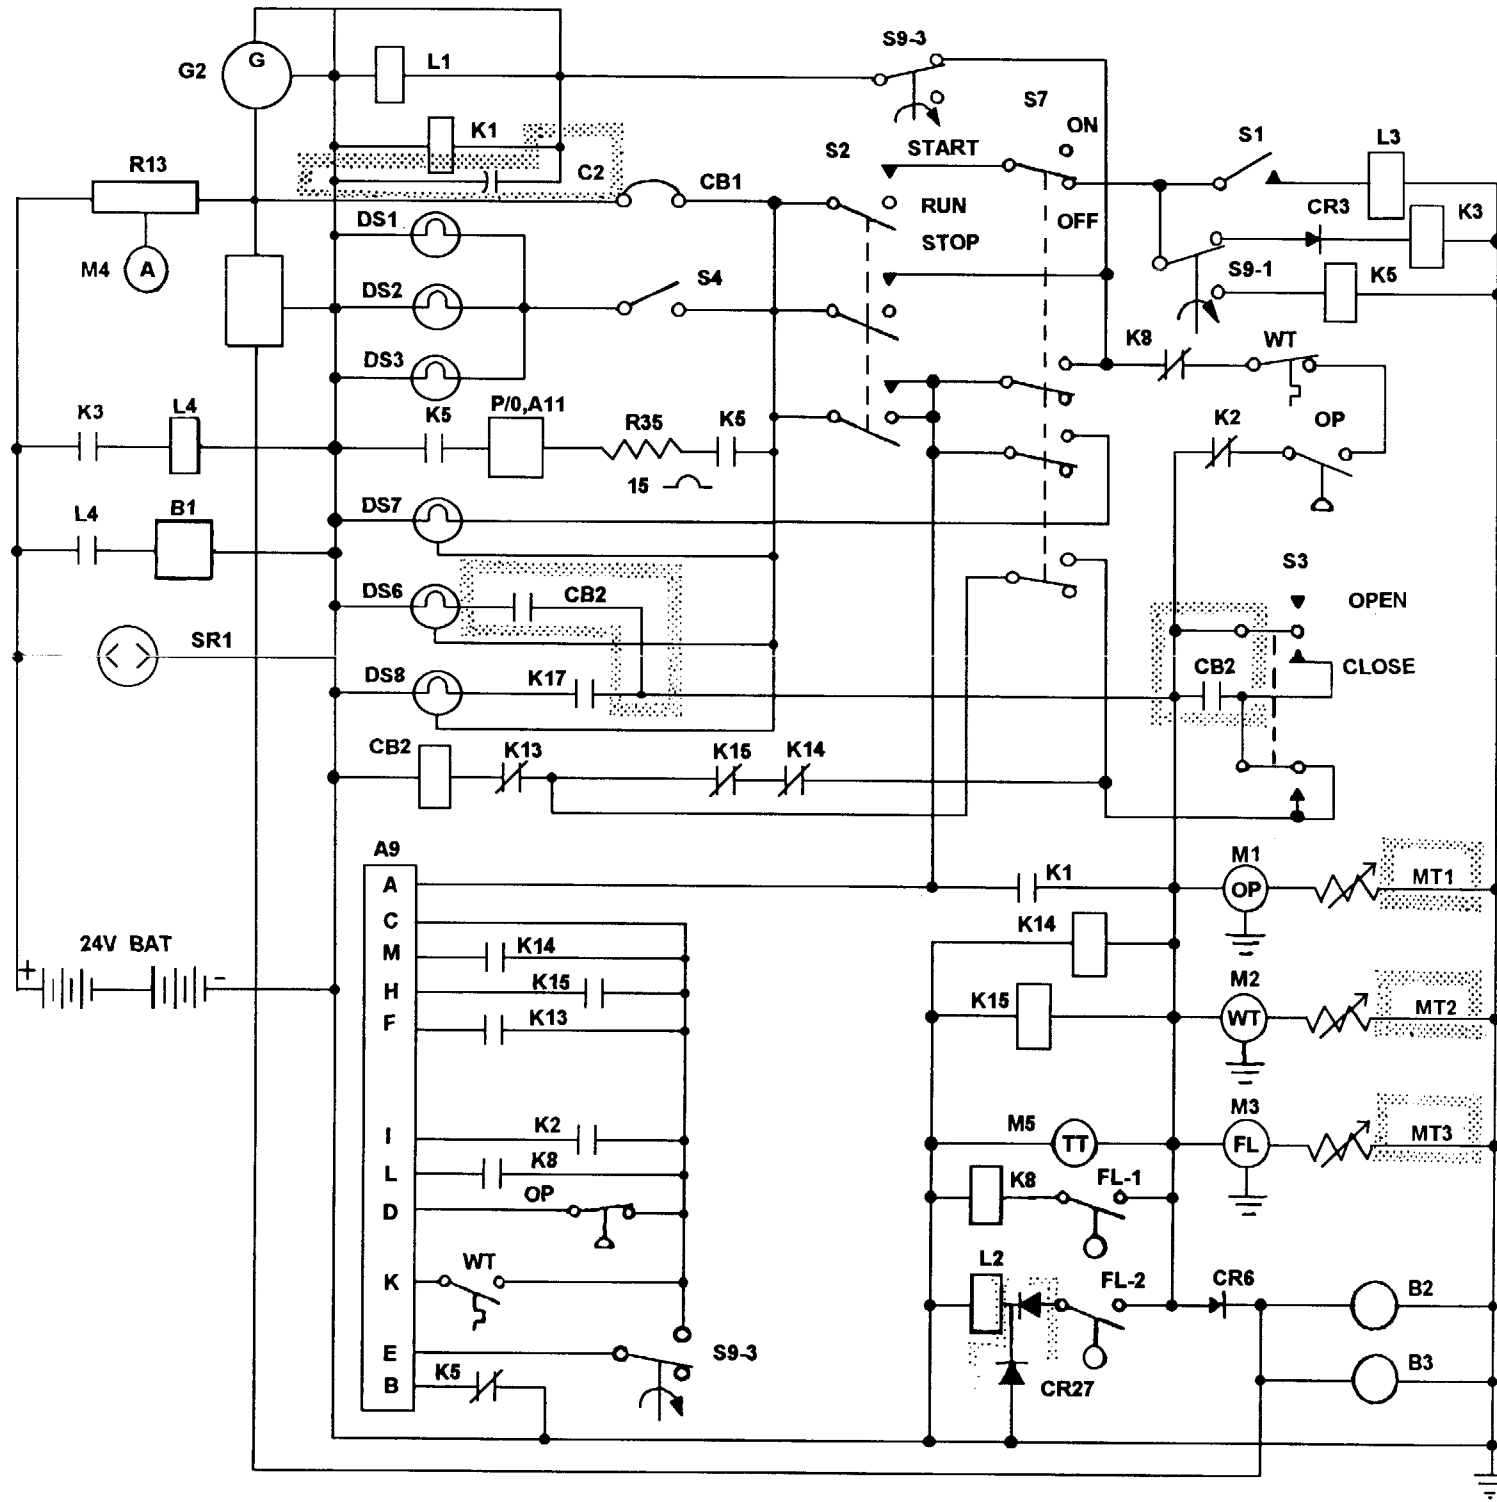 S9-3
G
G2
L1
S7
K1
ON
S1
L3
S2
START
R13
C2
CB1
RUN
CR3
K3
DS1
OFF
STOP
M4
A
S9-1
K5
DS2
S4
K8
WT
DS3
K3
L4
K5
P/0,A11
R35
K5
K2
OP
15
L4
B1
DS7
S3
DS6
CB2
OPEN
SR1
CB2
CLOSE
DS8
K17
CB2
K13
K15
K14
A9
M1
A
K1
OP
MT1
C
K14
24V BAT
M
K14
+
-
H
K15
K15
M2
F
K13
WT
MT2
I
K2
M5
M3
TT
FL
MT3
L
K8
K8
FL-1
D
OP
K
WT
L2
FL-2
CR6
B2
E
S9-3
B3
B
K5
CR27